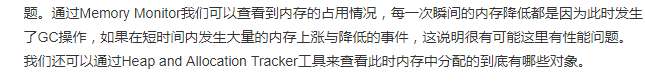 题。通过Memory Monitor我们可以查看到内存的占用情况，每一次瞬间的内存降低都是因为此时发生
了GC操作，如果在短时间内发生大量的内存上涨与降低的事件，这说明很有可能这里有性能问题。
我们还可以通过Heap and Allocation Tracker工具来查看此时内存中分配的到底有哪些对象。